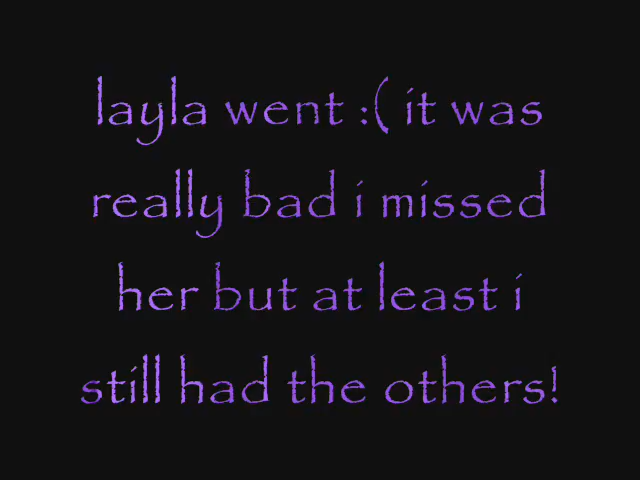 layla went :( it was
really bad i missed
her but at least i
still had the others!